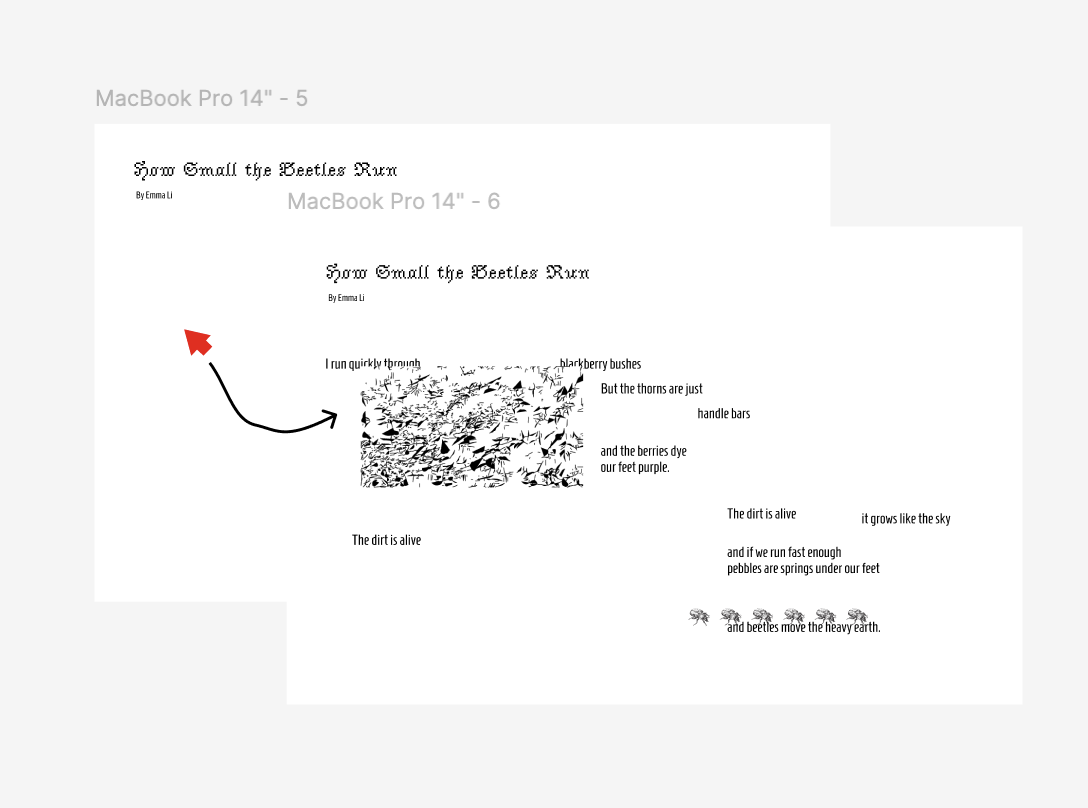 MacBook Pro 14" - 5
How Small the Beetles Run
By Emma Li
MacBook Pro 14" - 6
How Small the Beetles Run
By Emma Li
I run quickly through
blackberry bushes
But the thorns are just
handle bars
and the berries dye
our feet purple.
The dirt is alive
it grows like the sky
The dirt is alive
and if we run fast enough
pebbles are springs under our feet
and beetles move the heavy earth.